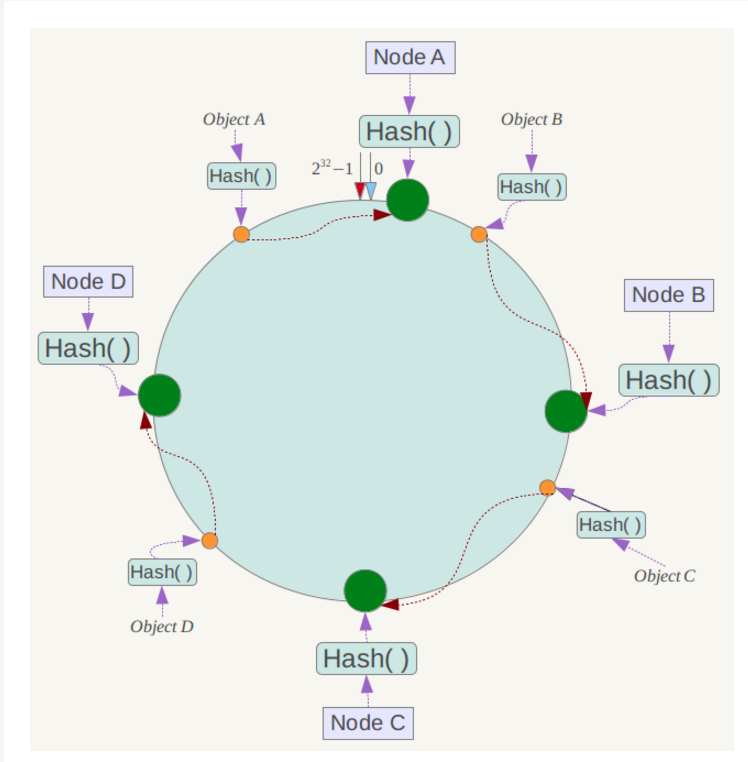 Node A
Object A
Hash( )
Object B
2³²−1
0
Hash( )
Hash( )
Node D
Node B
Hash( )
Hash( )
Hash( )
Hash( )
Object C
Object D
Hash( )
Node C